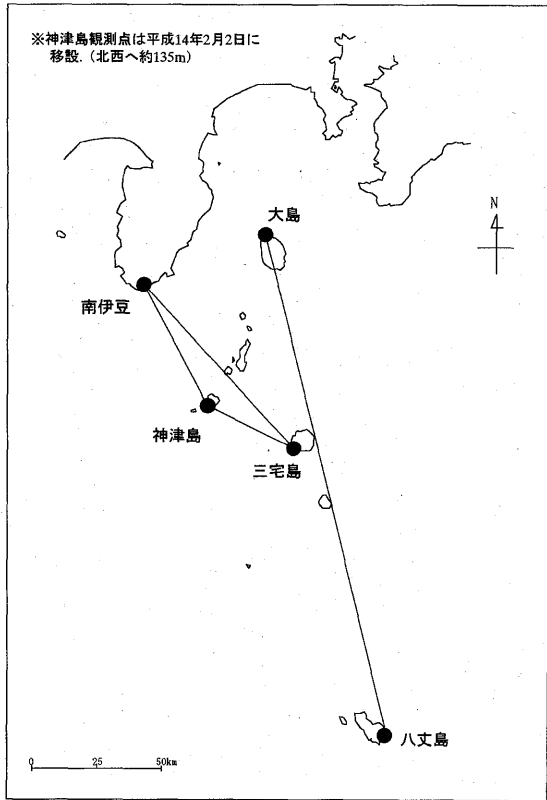 ※神津島観測点は平成14年2月2日に
移設.（北西へ約135m）
N
大島
南伊豆
神津島
三宅島
八丈島
0 25 50km